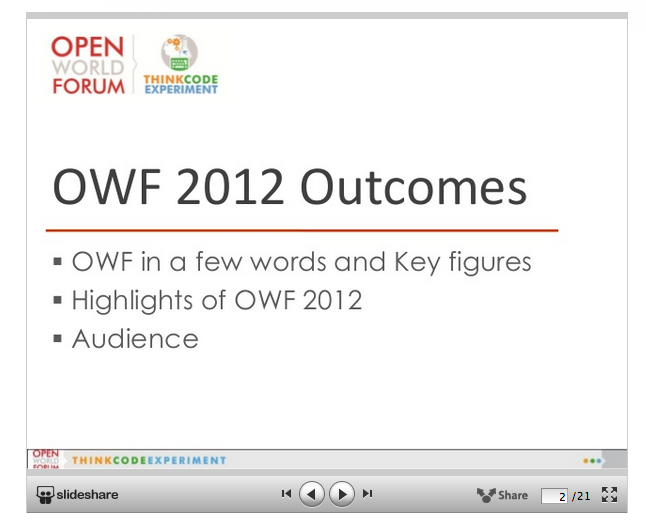 OPEN
WORLD
FORUM
THINKCODE
EXPERIMENT
OWF 2012 Outcomes
▪ OWF in a few words and Key figures
▪ Highlights of OWF 2012
▪ Audience
OPEN
WORLD
FORUM
THINKCODEEXPERIMENT
slideshare
Share
2 /21